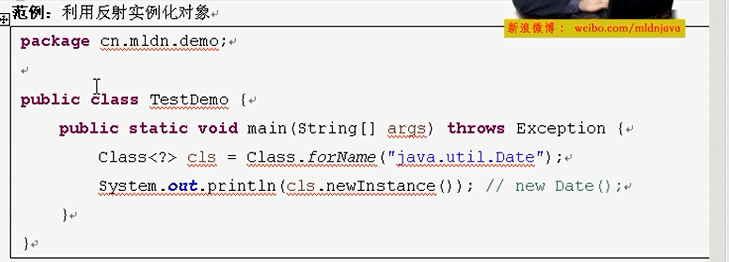 范例：利用反射实例化对象
新浪微博： weibo.com/mldnjava
package cn.mldn.demo;
public class TestDemo {
public static void main(String[] args) throws Exception {
Class<?> cls = Class.forName("java.util.Date");
System.out.println(cls.newInstance()); // new Date();
}
}